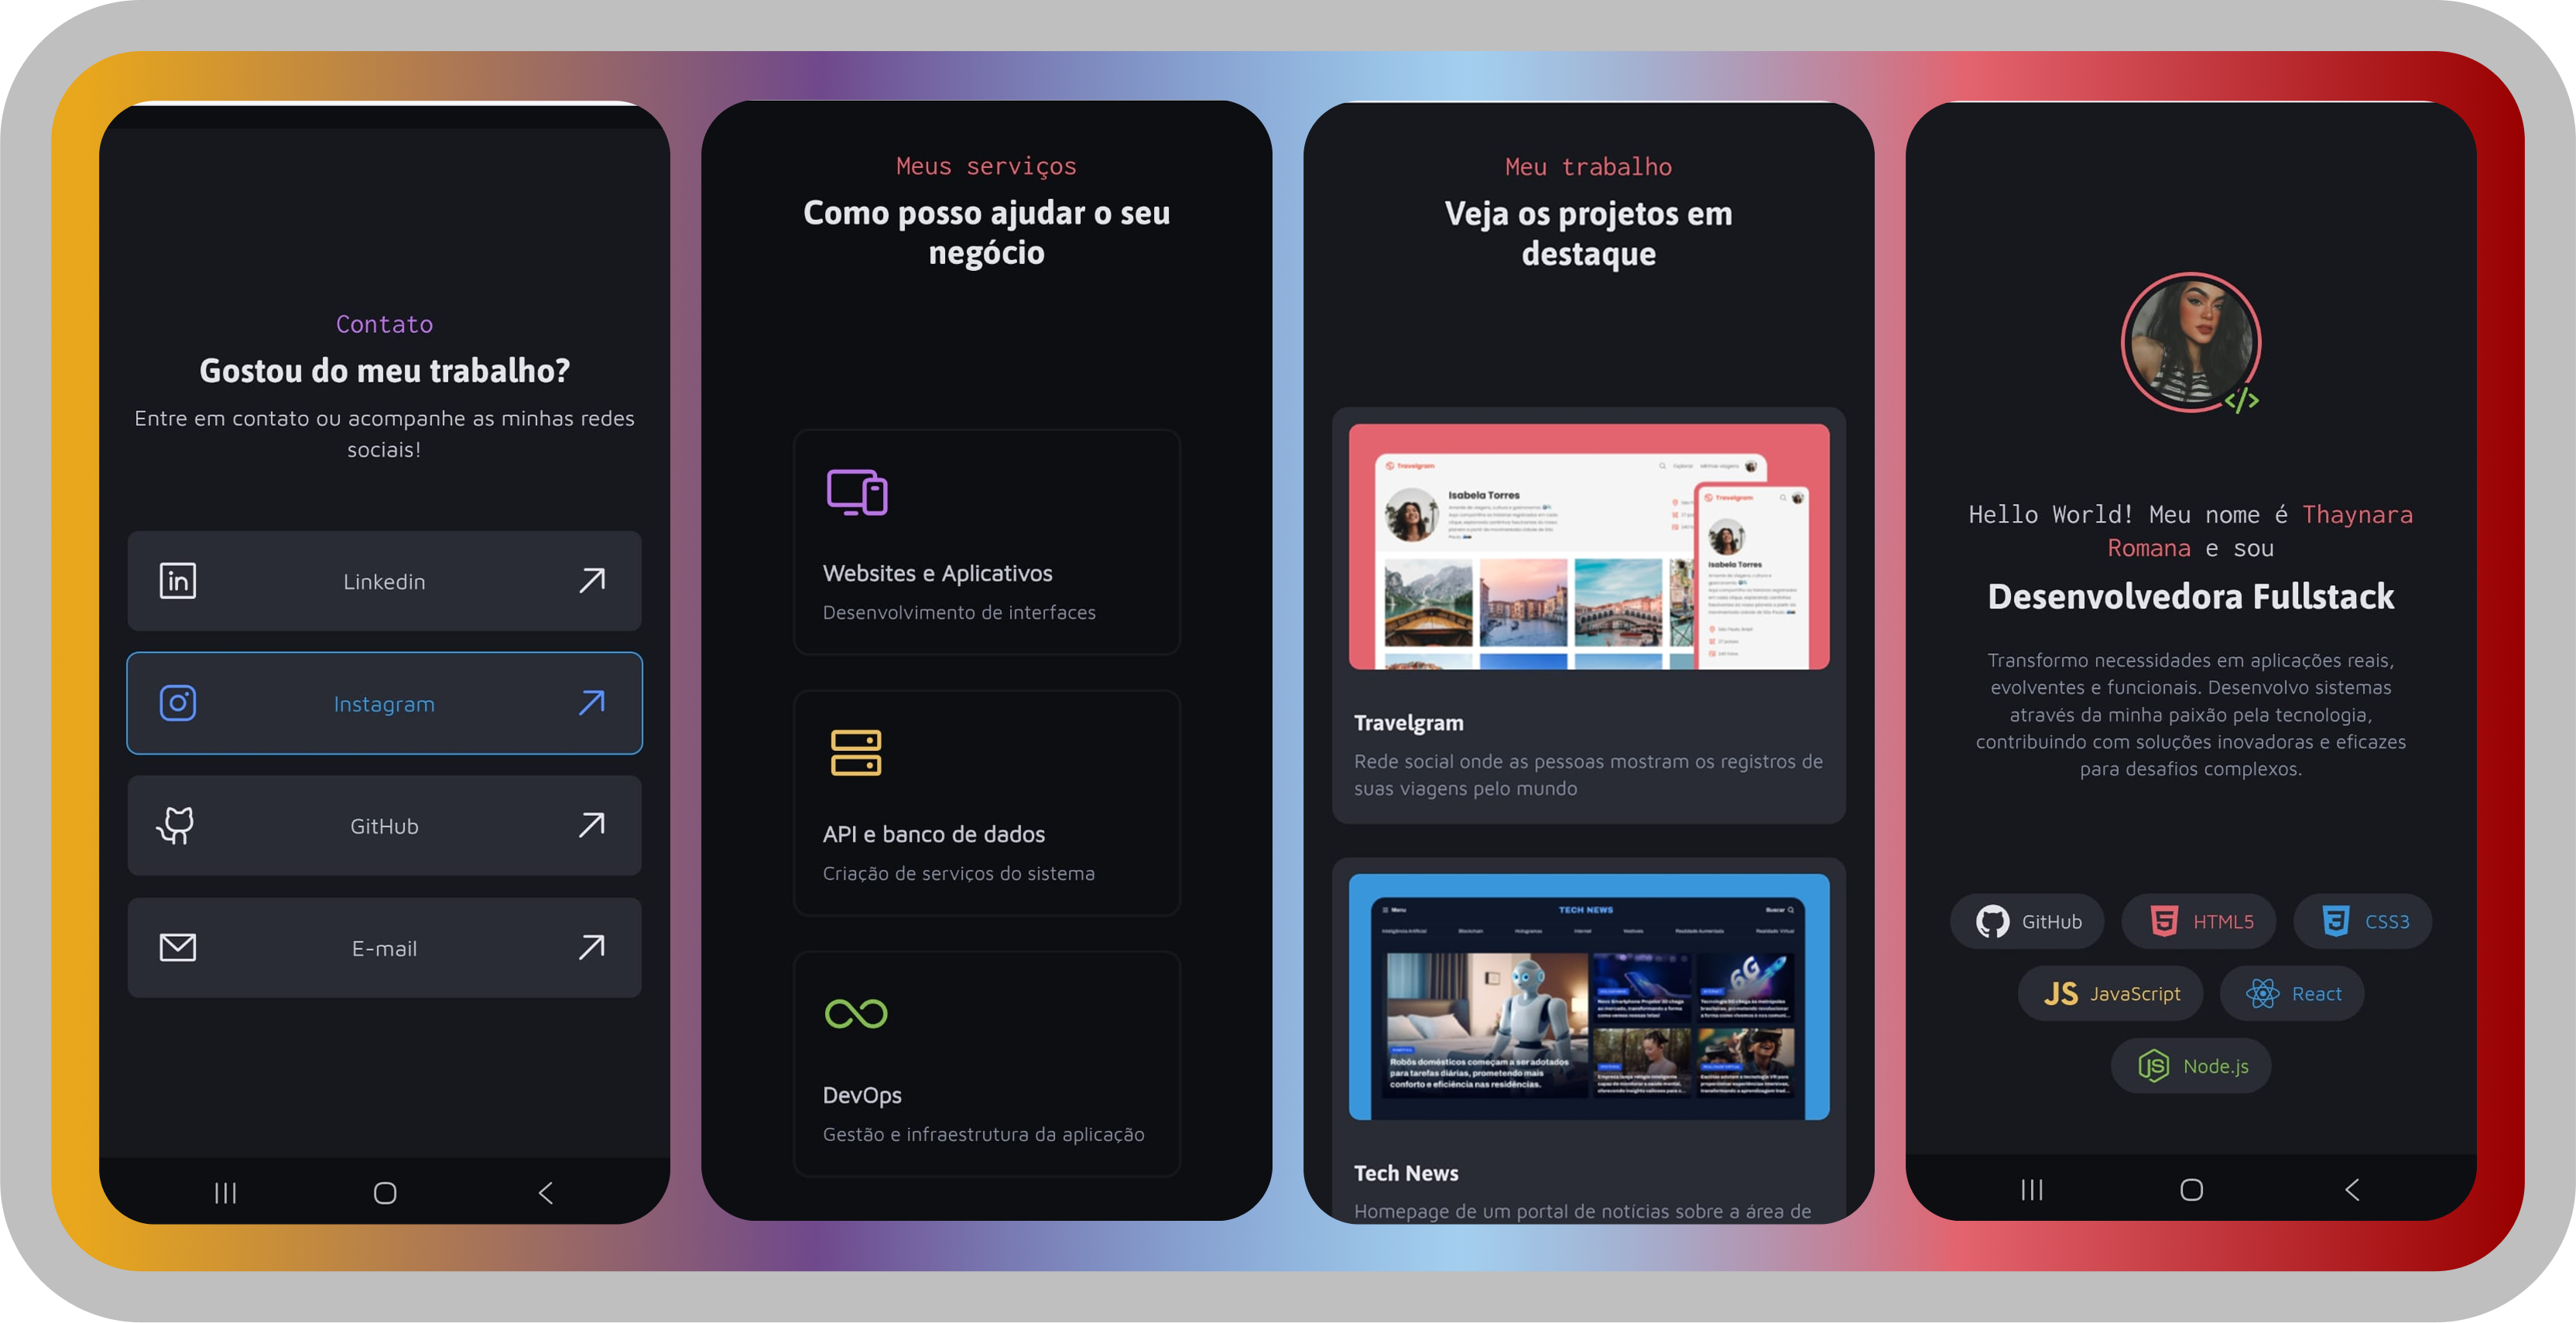 Contato
Gostou do meu trabalho?
Entre em contato ou acompanhe as minhas redes
sociais!
Linkedin
Instagram
GitHub
E-mail
Meus serviços
Como posso ajudar o seu
negócio
Websites e Aplicativos
Desenvolvimento de interfaces
API e banco de dados
Criação de serviços do sistema
DevOps
Gestão e infraestrutura da aplicação
Meu trabalho
Veja os projetos em
destaque
Travelgram
Isabela Torres
Travelgram
Isabela Torres
Travelgram
Rede social onde as pessoas mostram os registros de
suas viagens pelo mundo
Menu
TECH NEWS
Buscar
6G
Robôs domésticos começam a ser adotados
para tarefas diárias, prometendo mais
conforto e eficiência nas residências.
Tech News
Homepage de um portal de notícias sobre a área de
Hello World! Meu nome é Thaynara
Romana e sou
Desenvolvedora Fullstack
Transformo necessidades em aplicações reais,
evolventes e funcionais. Desenvolvo sistemas
através da minha paixão pela tecnologia,
contribuindo com soluções inovadoras e eficazes
para desafios complexos.
GitHub
HTML5
CSS3
JS JavaScript
React
Node.js